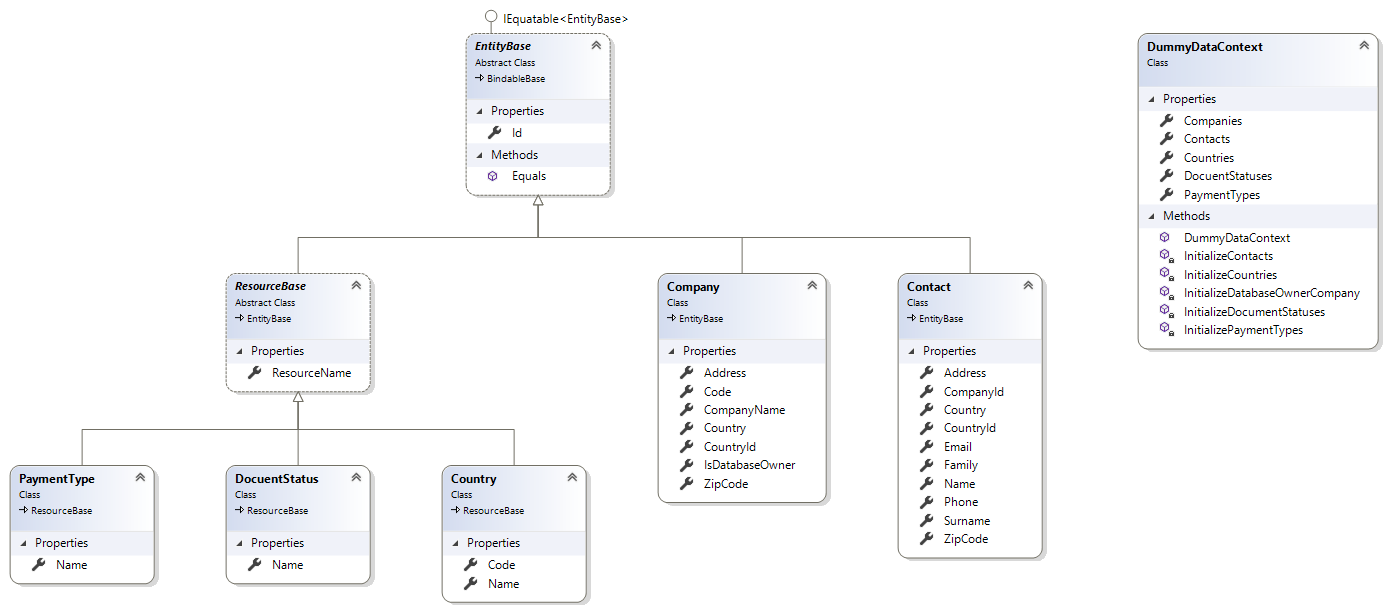 IEquatable<EntityBase>
EntityBase
Abstract Class
BindableBase
Properties
Id
Methods
Equals
DummyDataContext
Class
Properties
Companies
Contacts
Countries
DocuentStatuses
PaymentTypes
Methods
DummyDataContext
InitializeContacts
InitializeCountries
InitializeDatabaseOwnerCompany
InitializeDocumentStatuses
InitializePaymentTypes
ResourceBase
Abstract Class
EntityBase
Properties
ResourceName
Company
Class
EntityBase
Properties
Address
Code
CompanyName
Country
CountryId
IsDatabaseOwner
ZipCode
Contact
Class
EntityBase
Properties
Address
CompanyId
Country
CountryId
Email
Family
Name
Phone
Surname
ZipCode
PaymentType
Class
ResourceBase
Properties
Name
DocuentStatus
Class
ResourceBase
Properties
Name
Country
Class
ResourceBase
Properties
Code
Name